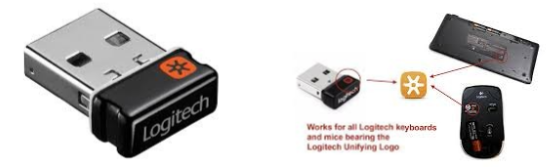 Logitech
Works for all Logitech keyboards
and mice bearing the
Logitech Unifying Logo